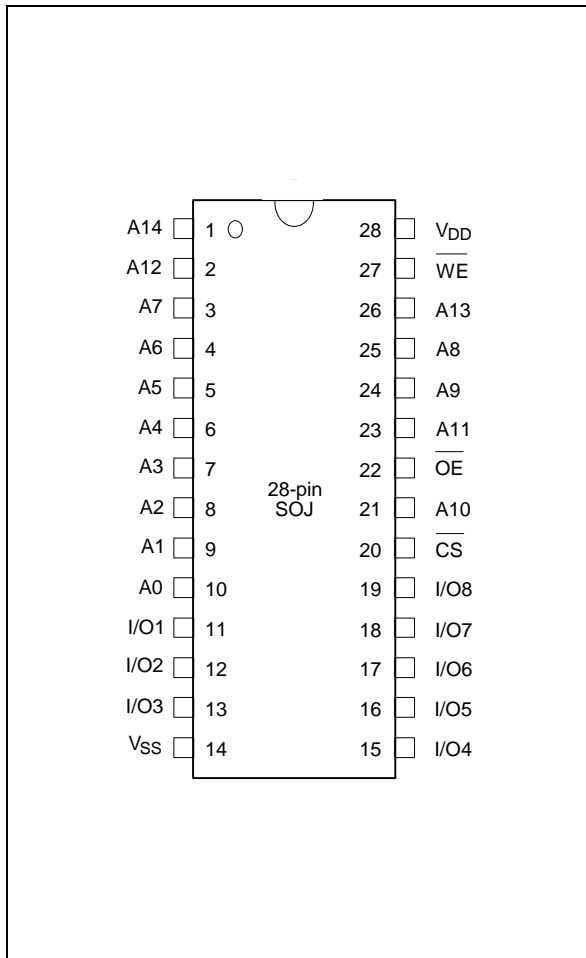 A14 1 28 VDD
A12 2 27 WE
A7 3 26 A13
A6 4 25 A8
A5 5 24 A9
A4 6 23 A11
A3 7 22 OE
28-pin
SOJ
A2 8 21 A10
A1 9 20 CS
A0 10 19 I/O8
I/O1 11 18 I/O7
I/O2 12 17 I/O6
I/O3 13 16 I/O5
VSS 14 15 I/O4